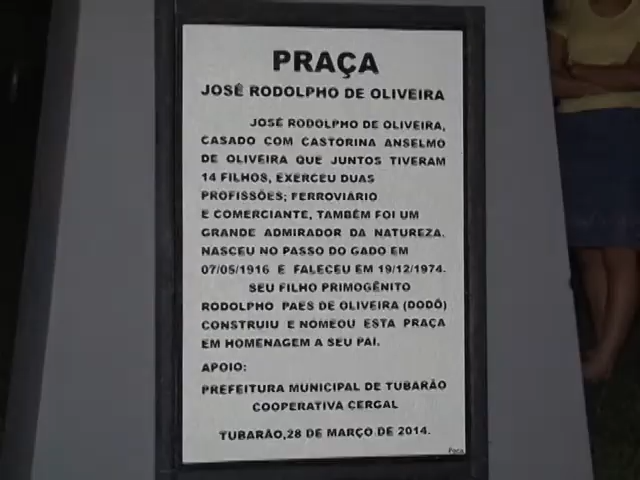 PRAÇA
JOSÉ RODOLPHO DE OLIVEIRA
JOSÉ RODOLPHO DE OLIVEIRA,
CASADO COM CASTORINA ANSELMO
DE OLIVEIRA QUE JUNTOS TIVERAM
14 FILHOS, EXERCEU DUAS
PROFISSÕES; FERROVIÁRIO
E COMERCIANTE, TAMBÉM FOI UM
GRANDE ADMIRADOR DA NATUREZA.
NASCEU NO PASSO DO GADO EM
07/05/1916 E FALECEU EM 19/12/1974.
SEU FILHO PRIMOGÊNITO
RODOLPHO PAES DE OLIVEIRA (DODÔ)
CONSTRUIU E NOMEOU ESTA PRAÇA
EM HOMENAGEM A SEU PAI.
APOIO:
PREFEITURA MUNICIPAL DE TUBARÃO
COOPERATIVA CERGAL
TUBARÃO,28 DE MARÇO DE 2014.